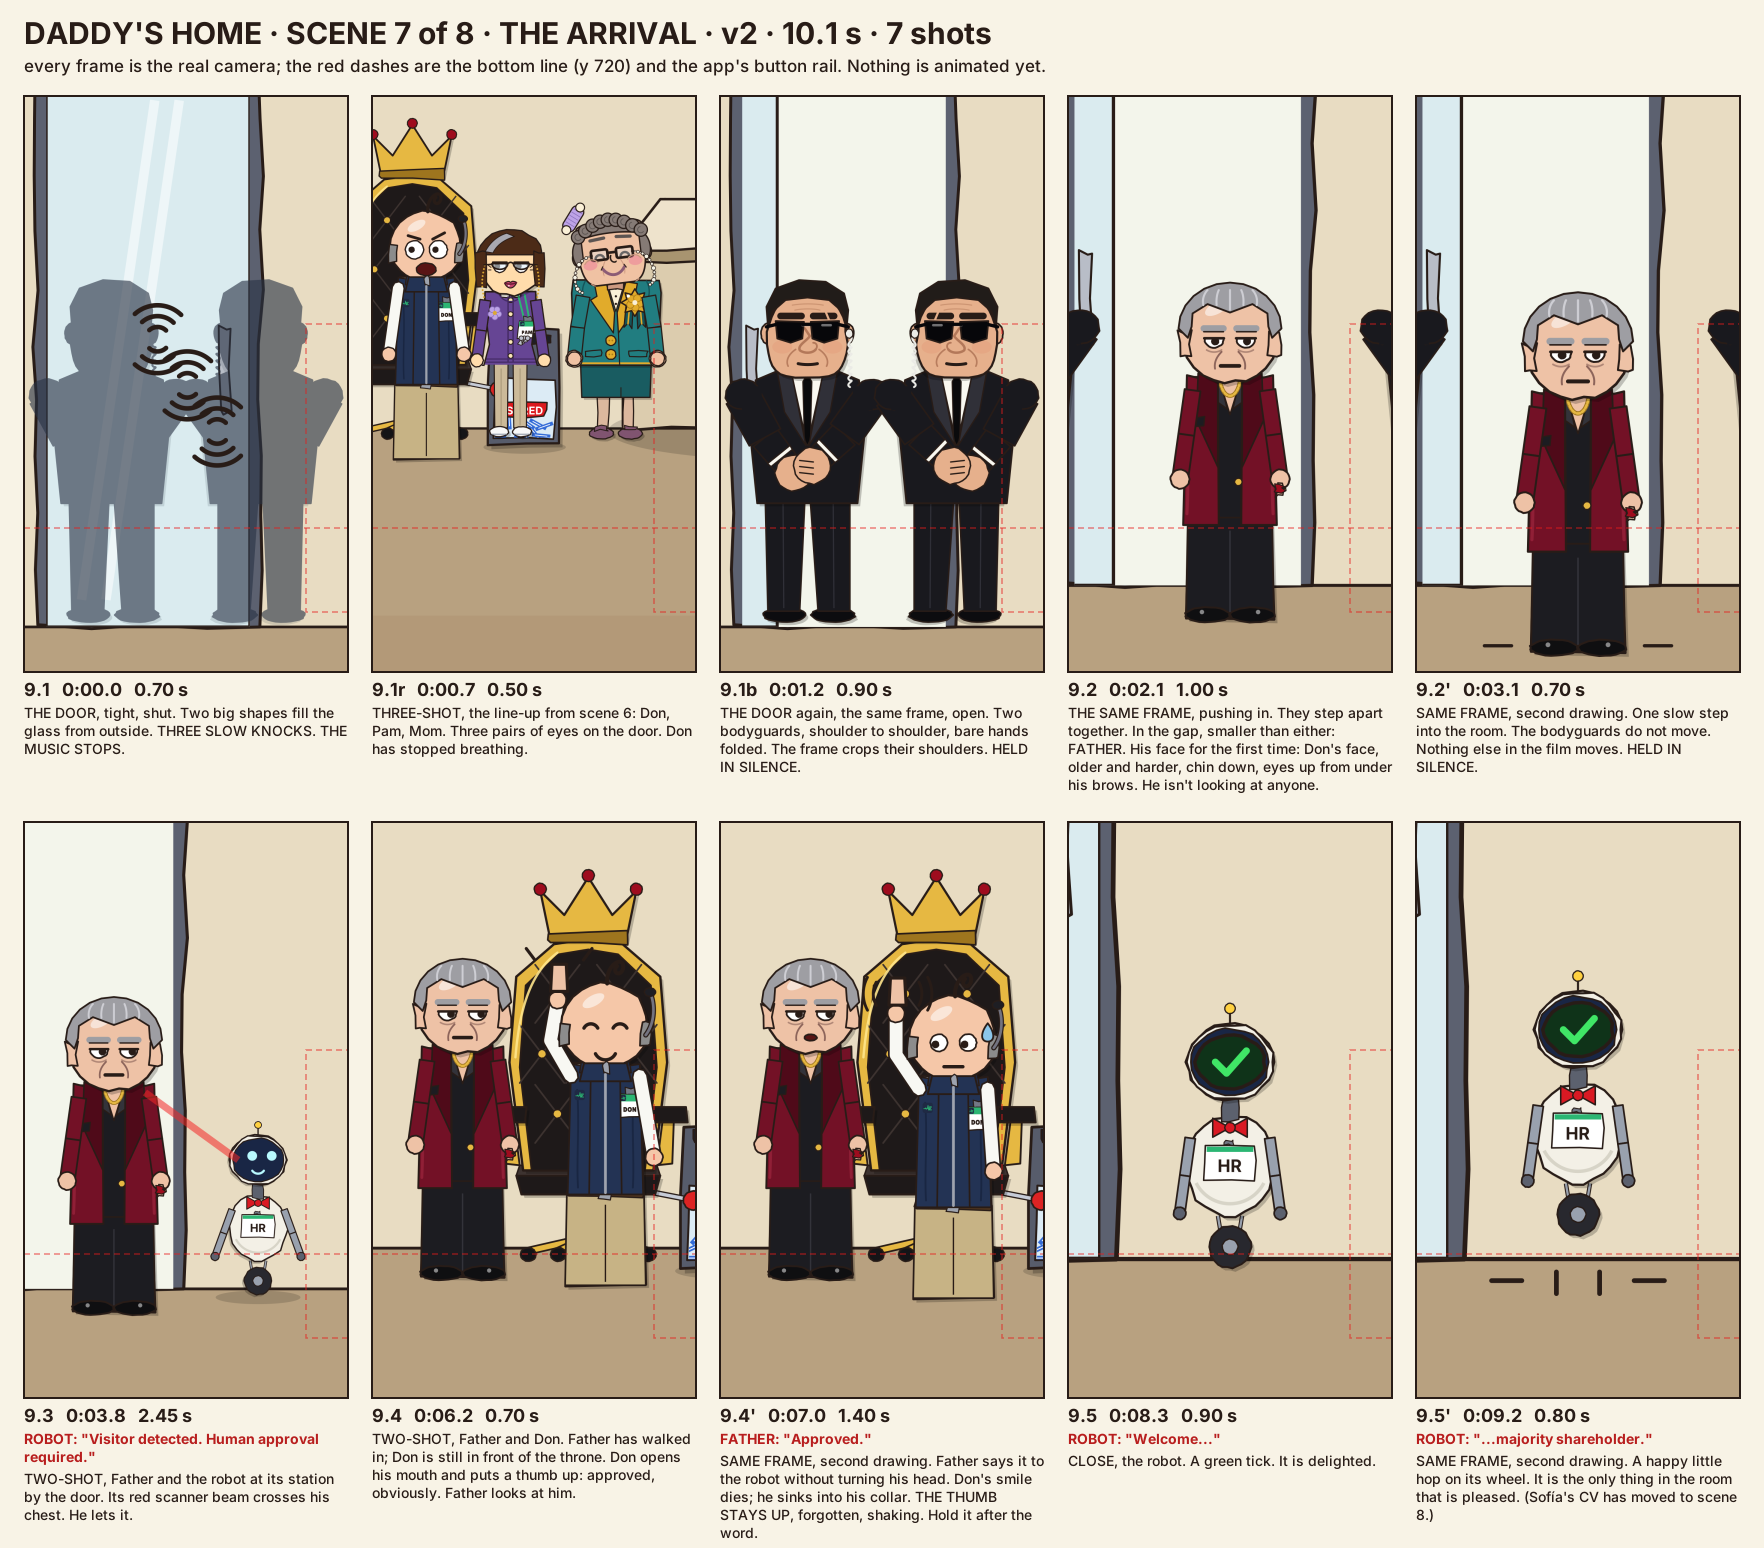 DADDY'S HOME · SCENE 7 of 8 · THE ARRIVAL · v2 · 10.1 s · 7 shots
every frame is the real camera; the red dashes are the bottom line (y 720) and the app's button rail. Nothing is animated yet.
DON
PAM
RED
9.1 0:00.0 0.70 s
THE DOOR, tight, shut. Two big shapes fill the
glass from outside. THREE SLOW KNOCKS. THE
MUSIC STOPS.
9.1r 0:00.7 0.50 s
THREE-SHOT, the line-up from scene 6: Don,
Pam, Mom. Three pairs of eyes on the door. Don
has stopped breathing.
9.1b 0:01.2 0.90 s
THE DOOR again, the same frame, open. Two
bodyguards, shoulder to shoulder, bare hands
folded. The frame crops their shoulders. HELD
IN SILENCE.
9.2 0:02.1 1.00 s
THE SAME FRAME, pushing in. They step apart
together. In the gap, smaller than either:
FATHER. His face for the first time: Don's face,
older and harder, chin down, eyes up from under
his brows. He isn't looking at anyone.
9.2' 0:03.1 0.70 s
SAME FRAME, second drawing. One slow step
into the room. The bodyguards do not move.
Nothing else in the film moves. HELD IN
SILENCE.
HR
DON
DON
HR
HR
9.3 0:03.8 2.45 s
ROBOT: "Visitor detected. Human approval
required."
TWO-SHOT, Father and the robot at its station
by the door. Its red scanner beam crosses his
chest. He lets it.
9.4 0:06.2 0.70 s
TWO-SHOT, Father and Don. Father has walked
in; Don is still in front of the throne. Don opens
his mouth and puts a thumb up: approved,
obviously. Father looks at him.
9.4' 0:07.0 1.40 s
FATHER: "Approved."
SAME FRAME, second drawing. Father says it to
the robot without turning his head. Don's smile
dies; he sinks into his collar. THE THUMB
STAYS UP, forgotten, shaking. Hold it after the
word.
9.5 0:08.3 0.90 s
ROBOT: "Welcome..."
CLOSE, the robot. A green tick. It is delighted.
9.5' 0:09.2 0.80 s
ROBOT: "...majority shareholder."
SAME FRAME, second drawing. A happy little
hop on its wheel. It is the only thing in the room
that is pleased. (Sofía's CV has moved to scene
8.)